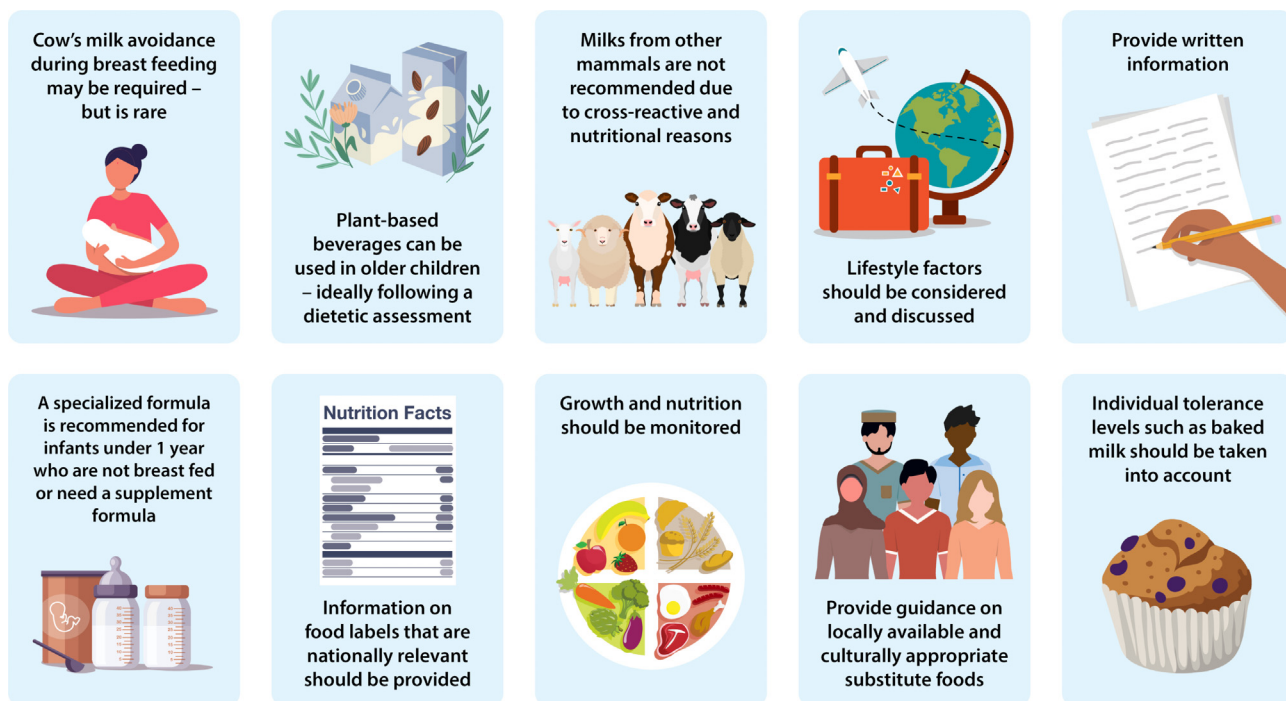 Cow's milk avoidance
during breast feeding
may be required –
but is rare
Plant-based
beverages can be
used in older children
– ideally following a
dietetic assessment
Milks from other
mammals are not
recommended due
to cross-reactive and
nutritional reasons
Lifestyle factors
should be considered
and discussed
Provide written
information
A specialized formula
is recommended for
infants under 1 year
who are not breast fed
or need a supplement
formula
Nutrition Facts
Information on
food labels that are
nationally relevant
should be provided
Growth and nutrition
should be monitored
Provide guidance on
locally available and
culturally appropriate
substitute foods
Individual tolerance
levels such as baked
milk should be taken
into account